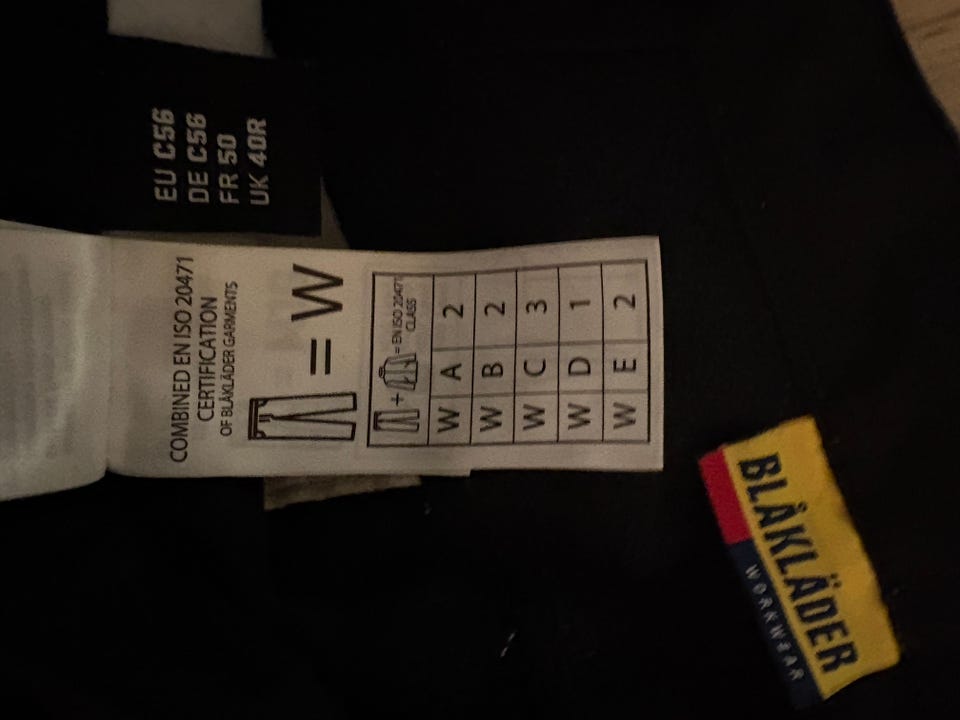 EU C56
DE C56
FR 50
UK 40R
COMBINED EN ISO 20471
CERTIFICATION
OF BLÅKLÄDER GARMENTS
= W
+ = EN ISO 20471
CLASS
W A 2
W B 2
W C 3
W D 1
W E 2
BLÅKLÄDER
WORKWEAR